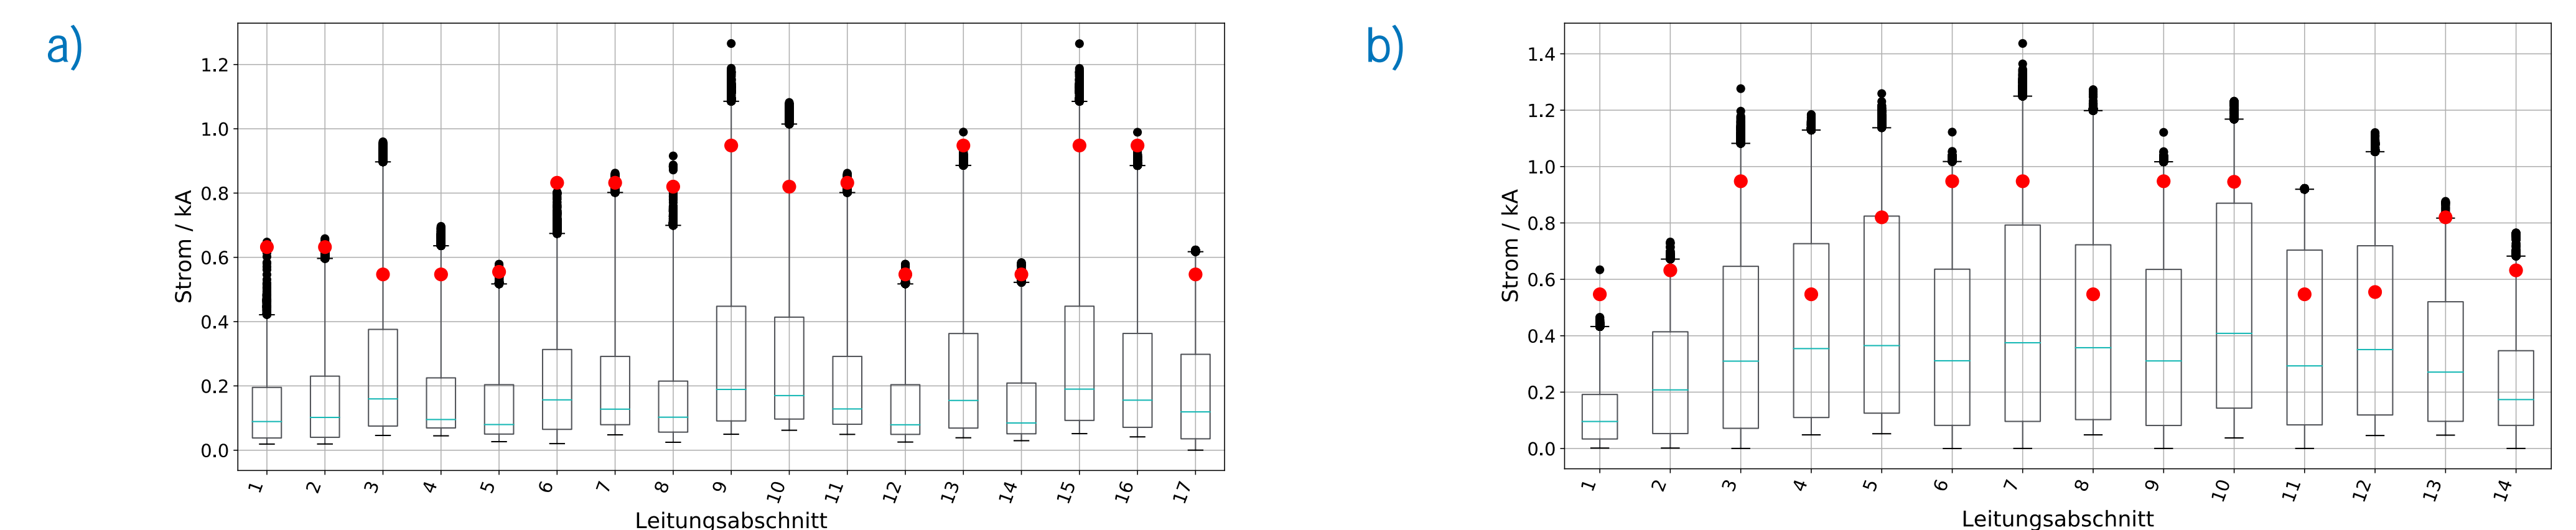 a)
Strom / kA
1.2
1.0
0.8
0.6
0.4
0.2
0.0
1 2 3 4 5 6 7 8 9 10 11 12 13 14 15 16 17
Leitungsabschnitt
b)
Strom / kA
1.4
1.2
1.0
0.8
0.6
0.4
0.2
0.0
1 2 3 4 5 6 7 8 9 10 11 12 13 14
Leitungsabschnitt